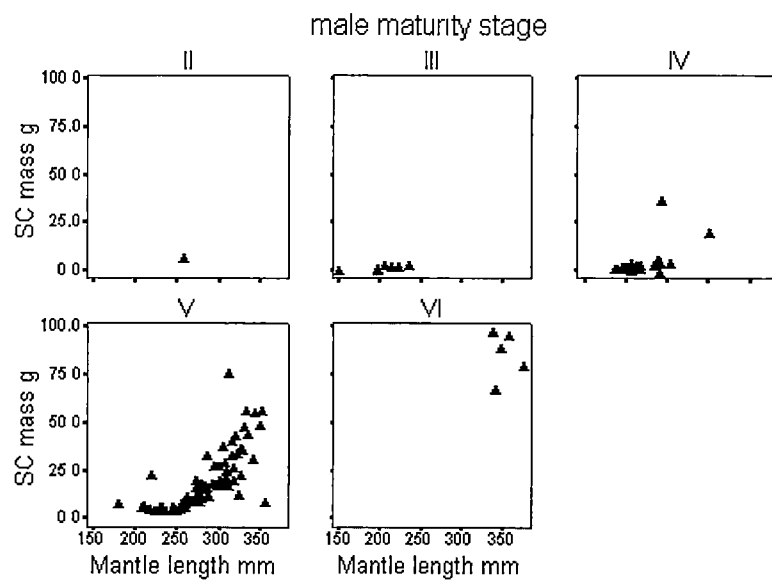 male maturity stage
II III IV
SC mass g
100 0
75.0
50 0
25.0
0 0
V VI
SC mass g
100.0
75.0
50 0
25 0
0 0
150 200 250 300 350 150 200 250 300 350
Mantle length mm Mantle length mm